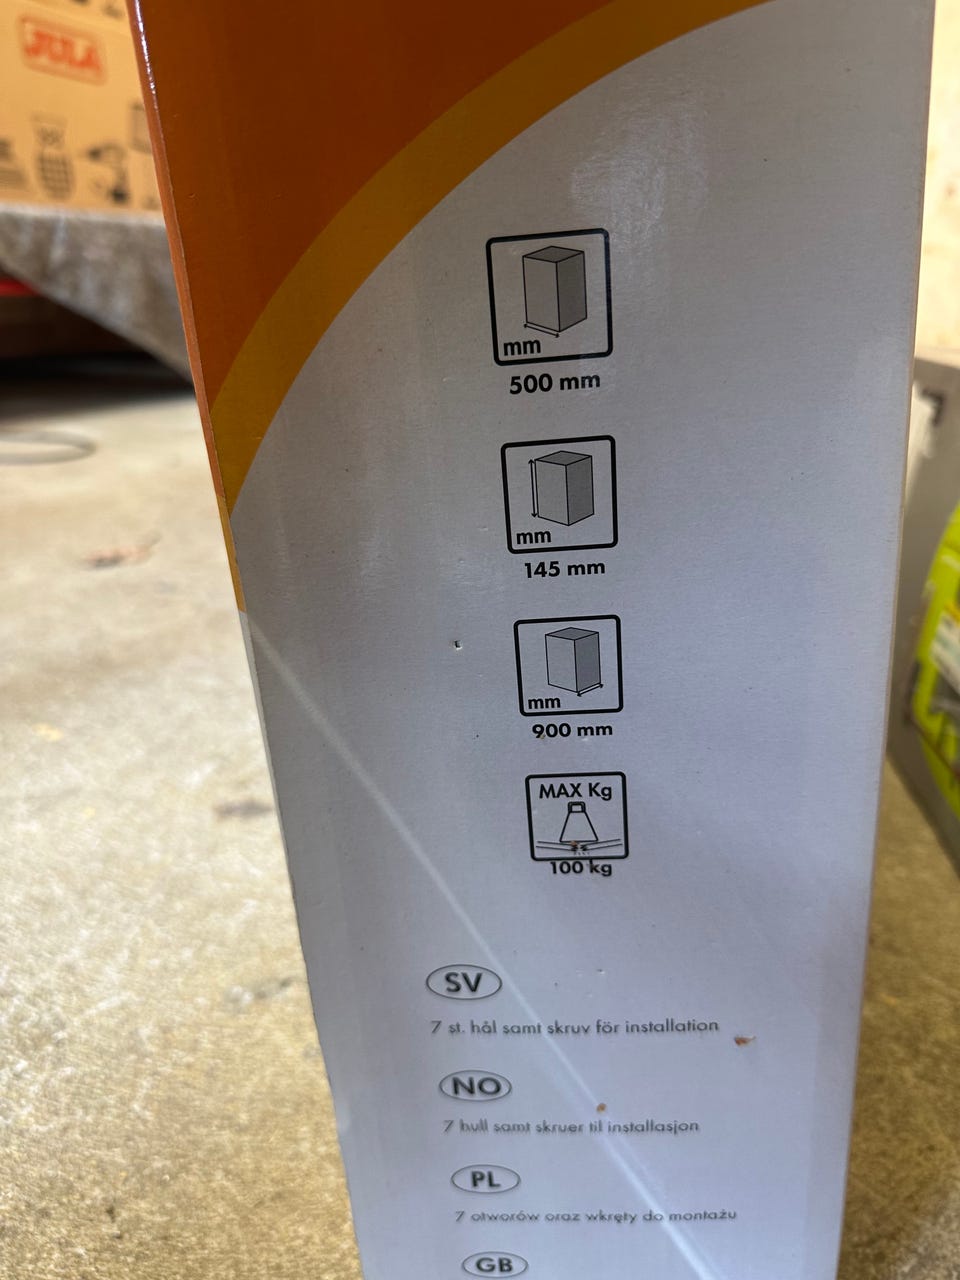 JULA
mm
500 mm
mm
145 mm
mm
900 mm
MAX Kg
100 kg
SV
7 st. hål samt skruv för installation
NO
7 hull samt skruer til installasjon
PL
7 otworów oraz wkręty do montażu
GB